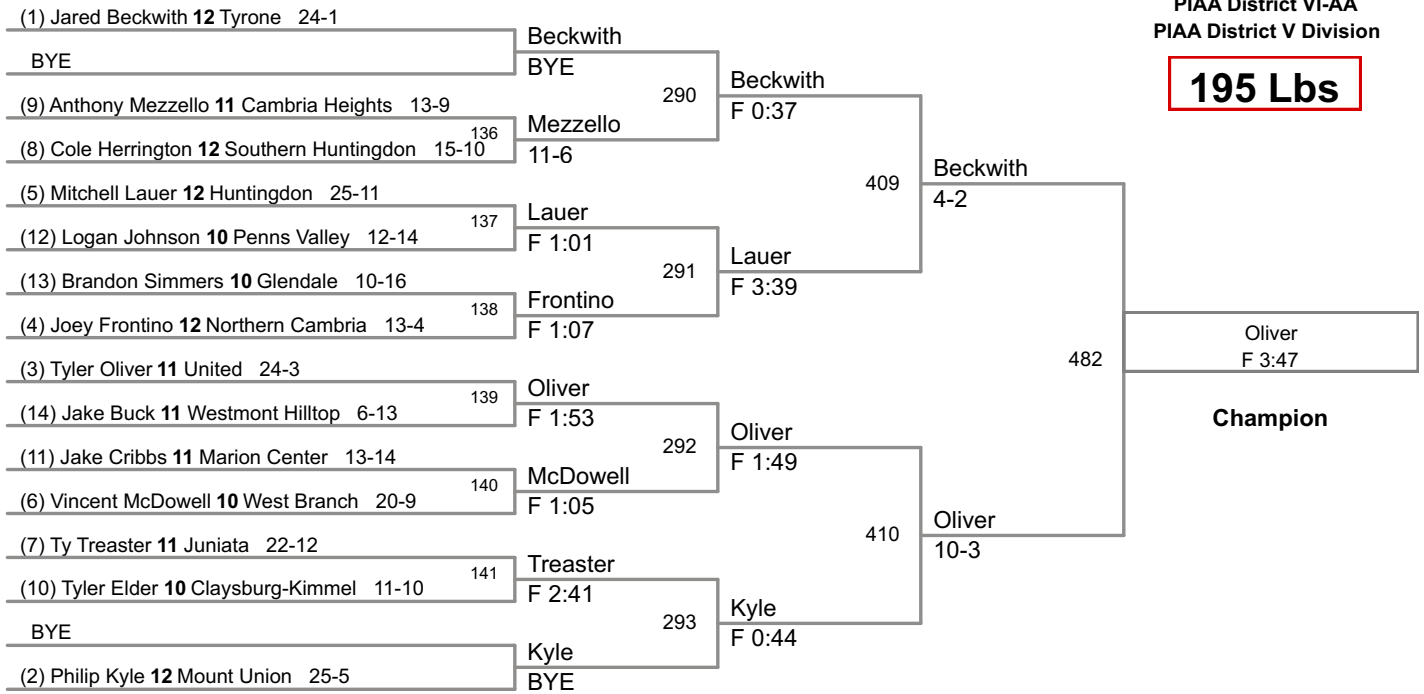 PIAA District VI-AA
PIAA District V Division
195 Lbs
(1) Jared Beckwith 12 Tyrone 24-1
BYE
(9) Anthony Mezzello 11 Cambria Heights 13-9
(8) Cole Herrington 12 Southern Huntingdon 15-10
(5) Mitchell Lauer 12 Huntingdon 25-11
(12) Logan Johnson 10 Penns Valley 12-14
(13) Brandon Simmers 10 Glendale 10-16
(4) Joey Frontino 12 Northern Cambria 13-4
(3) Tyler Oliver 11 United 24-3
(14) Jake Buck 11 Westmont Hilltop 6-13
(11) Jake Cribbs 11 Marion Center 13-14
(6) Vincent McDowell 10 West Branch 20-9
(7) Ty Treaster 11 Juniata 22-12
(10) Tyler Elder 10 Claysburg-Kimmel 11-10
BYE
(2) Philip Kyle 12 Mount Union 25-5
136
137
138
139
140
141
Beckwith
BYE
Mezzello
11-6
Lauer
F 1:01
Frontino
F 1:07
Oliver
F 1:53
McDowell
F 1:05
Treaster
F 2:41
Kyle
BYE
290
291
292
293
Beckwith
F 0:37
Lauer
F 3:39
Oliver
F 1:49
Kyle
F 0:44
409
410
Beckwith
4-2
Oliver
10-3
482
Oliver
F 3:47
Champion